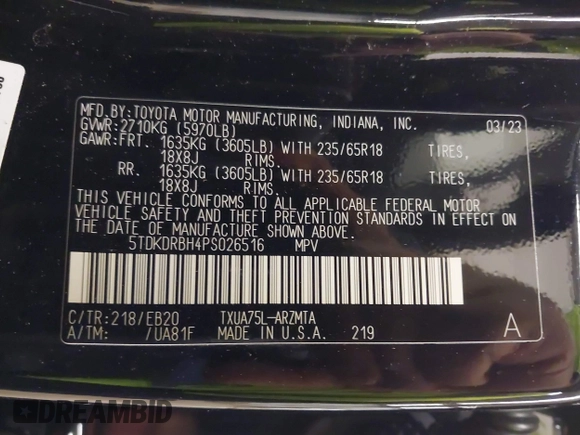 MFD.BY:TOYOTA MOTOR MANUFACTURING, INDIANA, INC. 03/23
GVWR:2710KG (5970LB)
GAWR:FRT. 1635KG (3605LB) WITH 235/65R18 TIRES,
18X8J RIMS.
RR. 1635KG (3605LB) WITH 235/65R18 TIRES,
18X8J RIMS.
THIS VEHICLE CONFORMS TO ALL APPLICABLE FEDERAL MOTOR
VEHICLE SAFETY AND THEFT PREVENTION STANDARDS IN EFFECT ON
THE DATE OF MANUFACTURE SHOWN ABOVE.
5TDKDRBH4PS026516 MPV
C/TR:218/EB20 TXUA75L-ARZMTA
A/TM: /UA81F MADE IN U.S.A. 219 A
DREAMBID